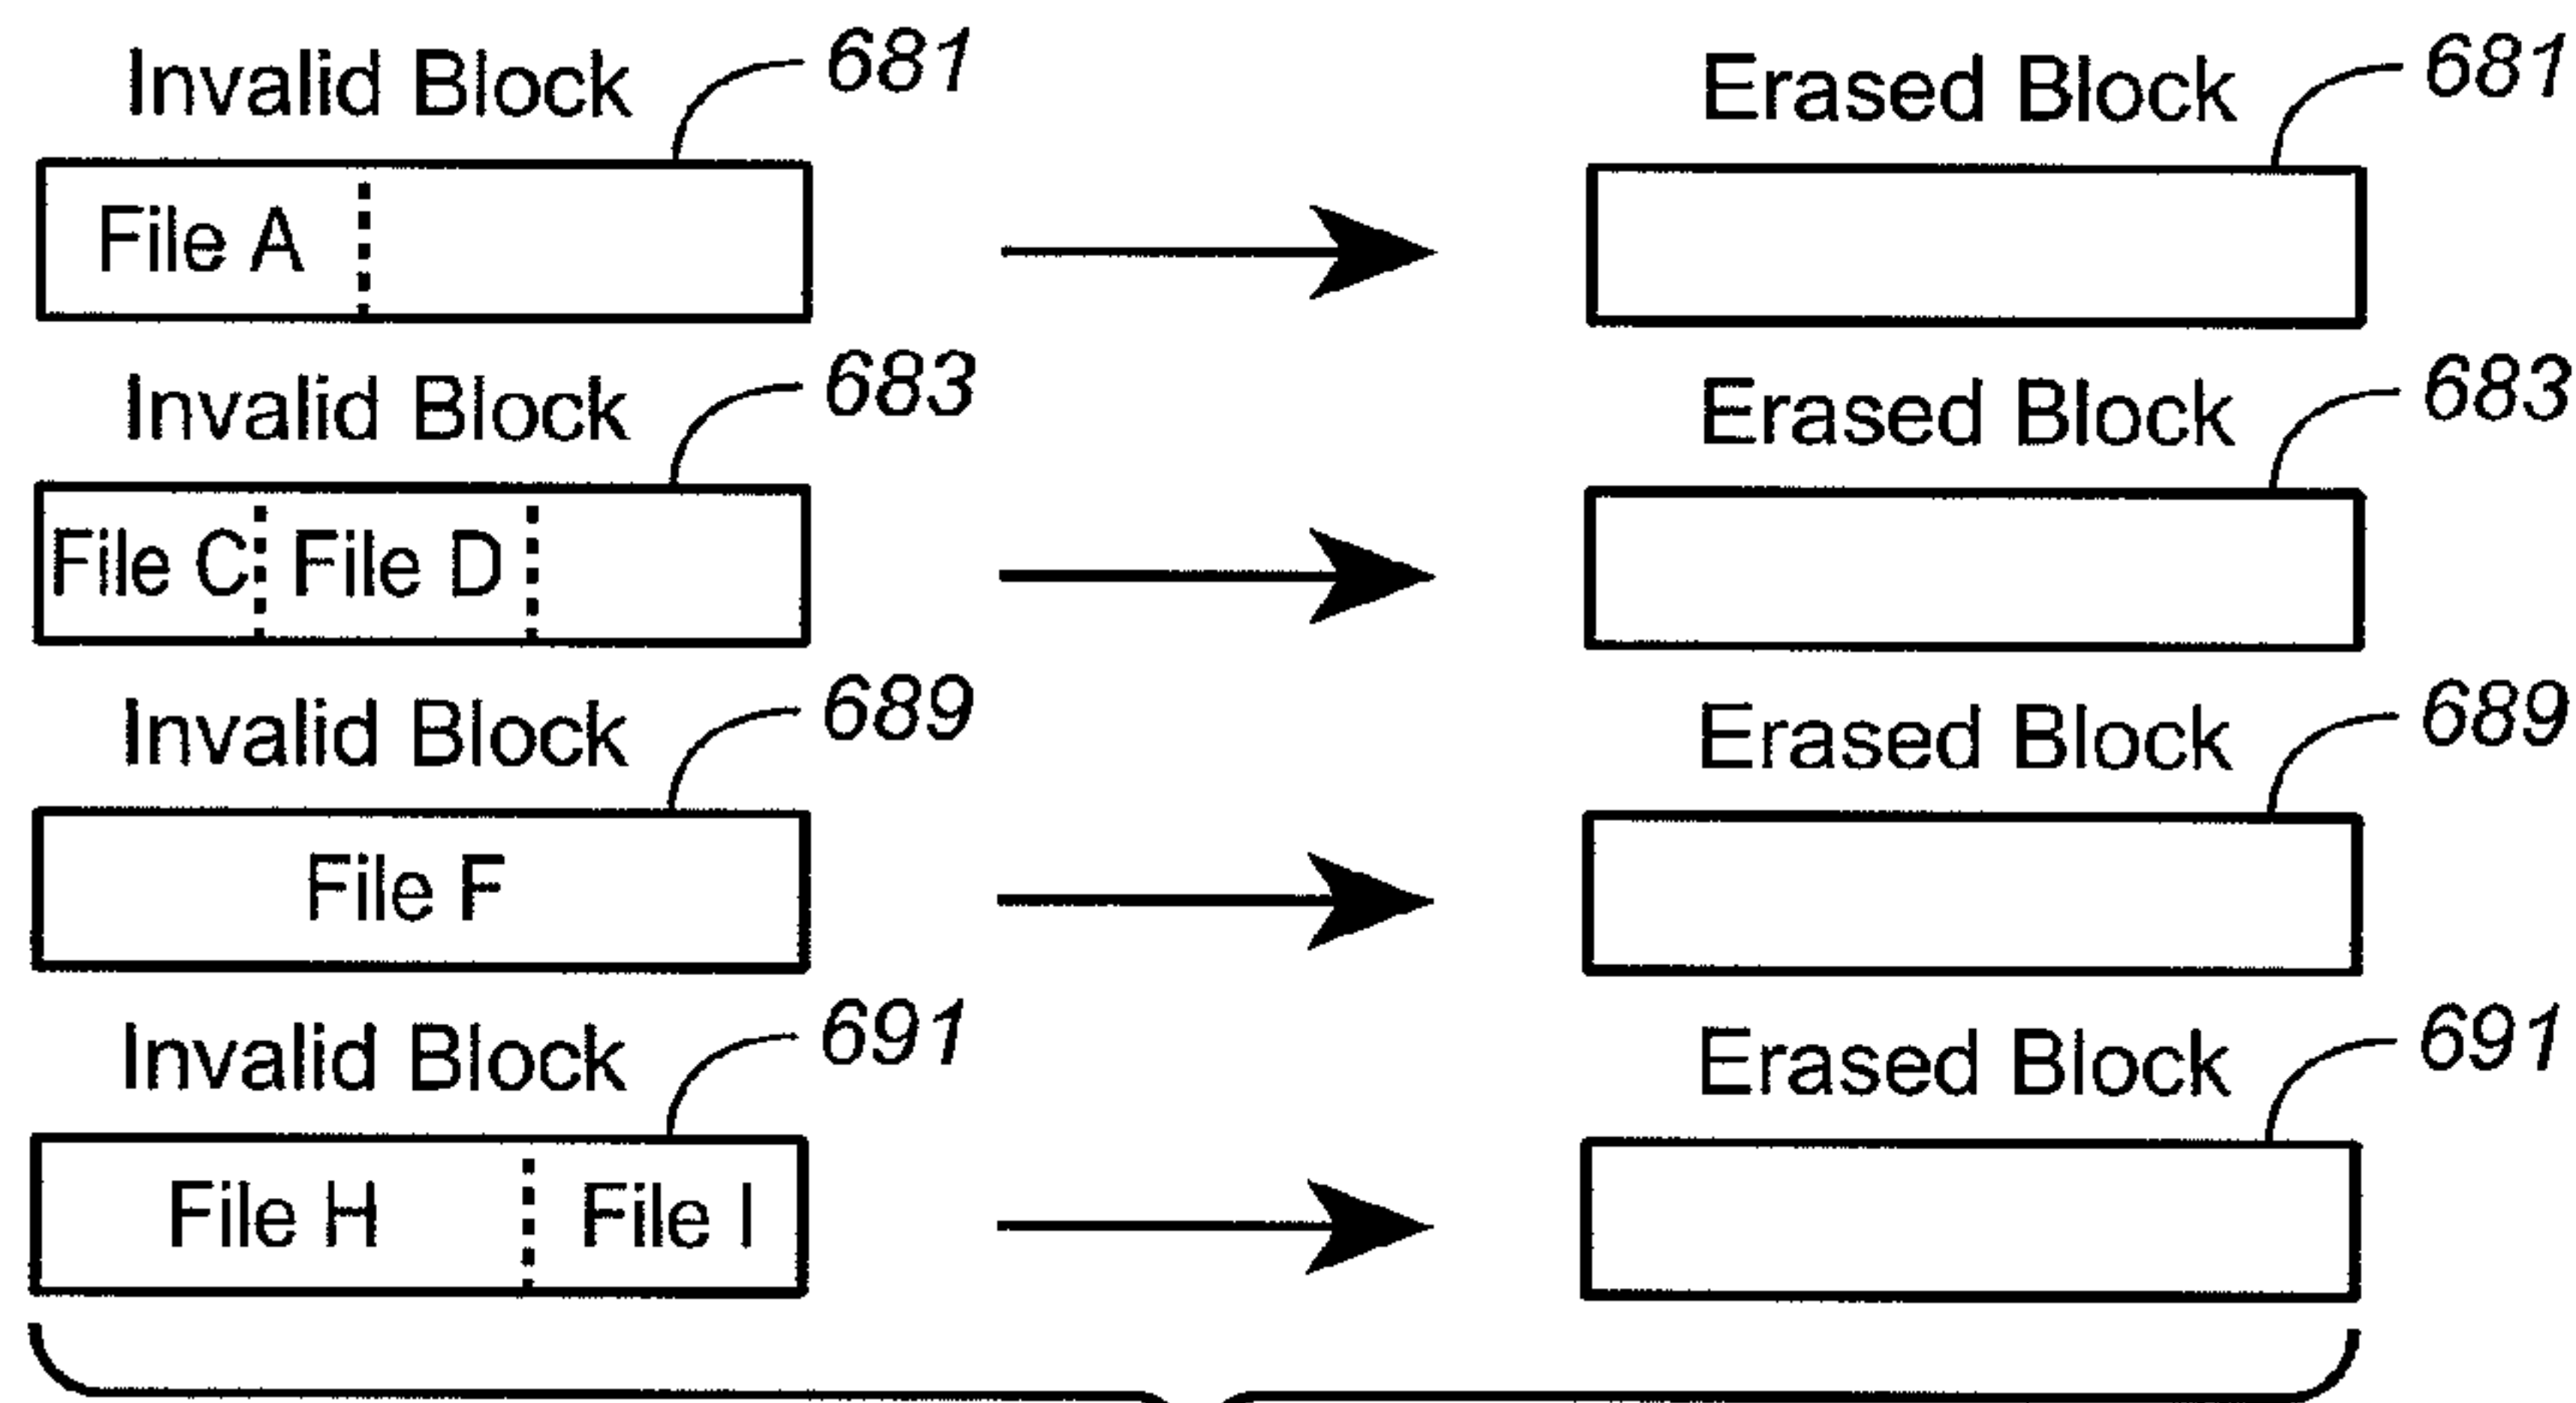 Invalid Block 681 Erased Block 681
File A
Invalid Block 683 Erased Block 683
File C File D
Invalid Block 689 Erased Block 689
File F
Invalid Block 691 Erased Block 691
File H File I